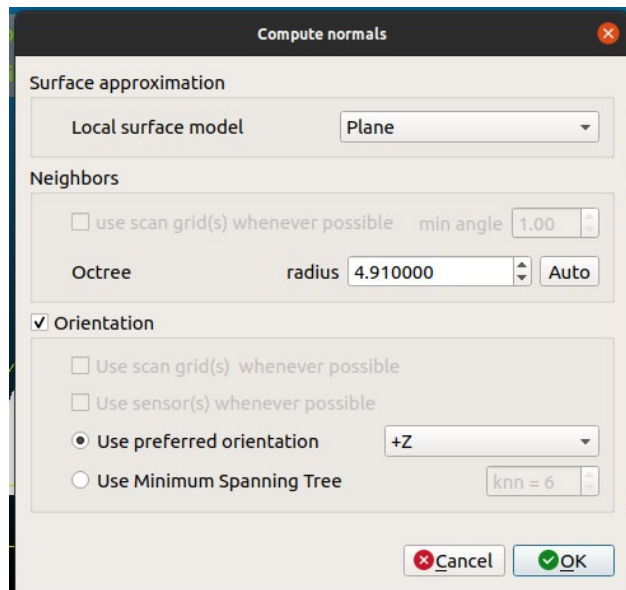 Compute normals
Surface approximation
Local surface model Plane
Neighbors
use scan grid(s) whenever possible min angle 1.00
Octree radius 4.910000 Auto
Orientation
Use scan grid(s) whenever possible
Use sensor(s) whenever possible
Use preferred orientation +Z
Use Minimum Spanning Tree knn = 6
Cancel OK